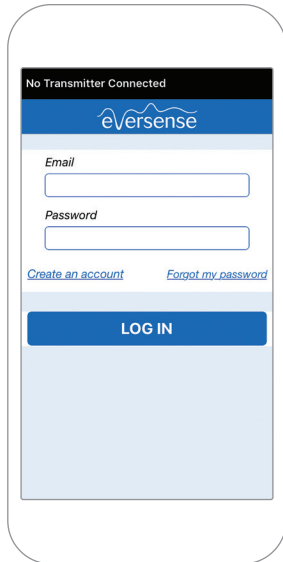 No Transmitter Connected
eversense
Email
Password
Create an account
Forgot my password
LOG IN